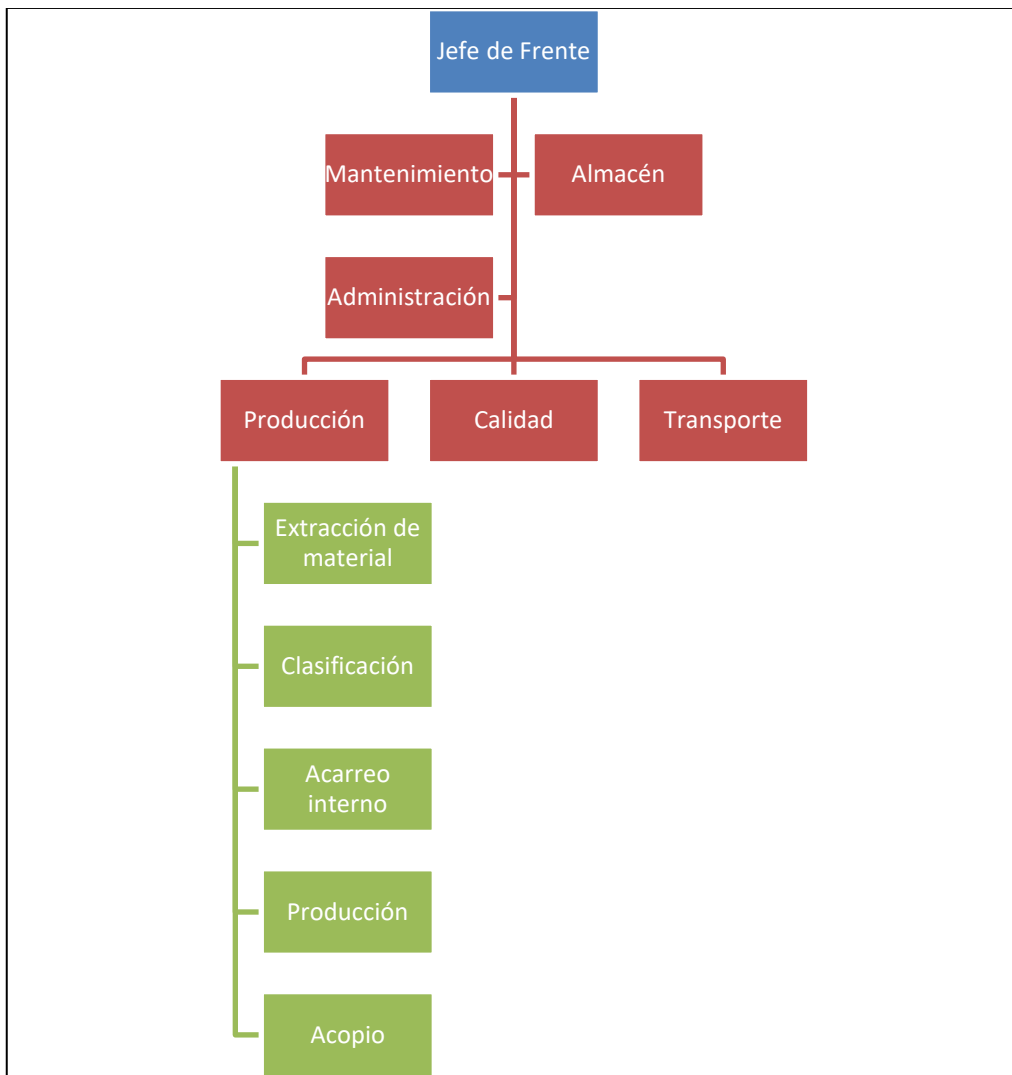 Jefe de Frente
Mantenimiento
Almacén
Administración
Producción
Calidad
Transporte
Extracción de
material
Clasificación
Acarreo
interno
Producción
Acopio